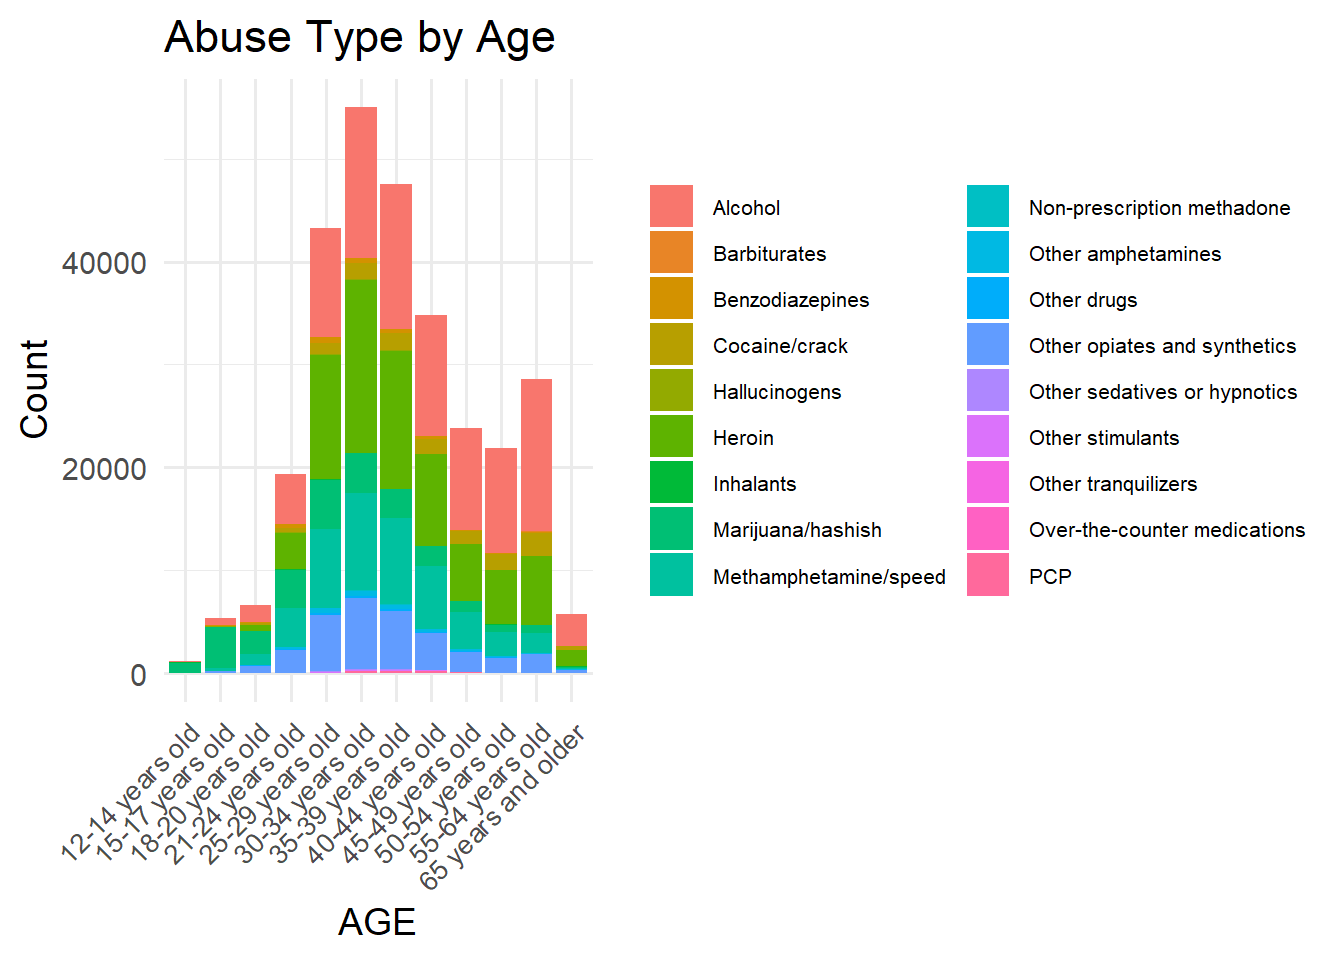 Abuse Type by Age
Count
40000
20000
0
12-14 years old
15-17 years old
18-20 years old
21-24 years old
25-29 years old
30-34 years old
35-39 years old
40-44 years old
45-49 years old
50-54 years old
55-64 years old
65 years and older
AGE
Alcohol
Barbiturates
Benzodiazepines
Cocaine/crack
Hallucinogens
Heroin
Inhalants
Marijuana/hashish
Methamphetamine/speed
Non-prescription methadone
Other amphetamines
Other drugs
Other opiates and synthetics
Other sedatives or hypnotics
Other stimulants
Other tranquilizers
Over-the-counter medications
PCP